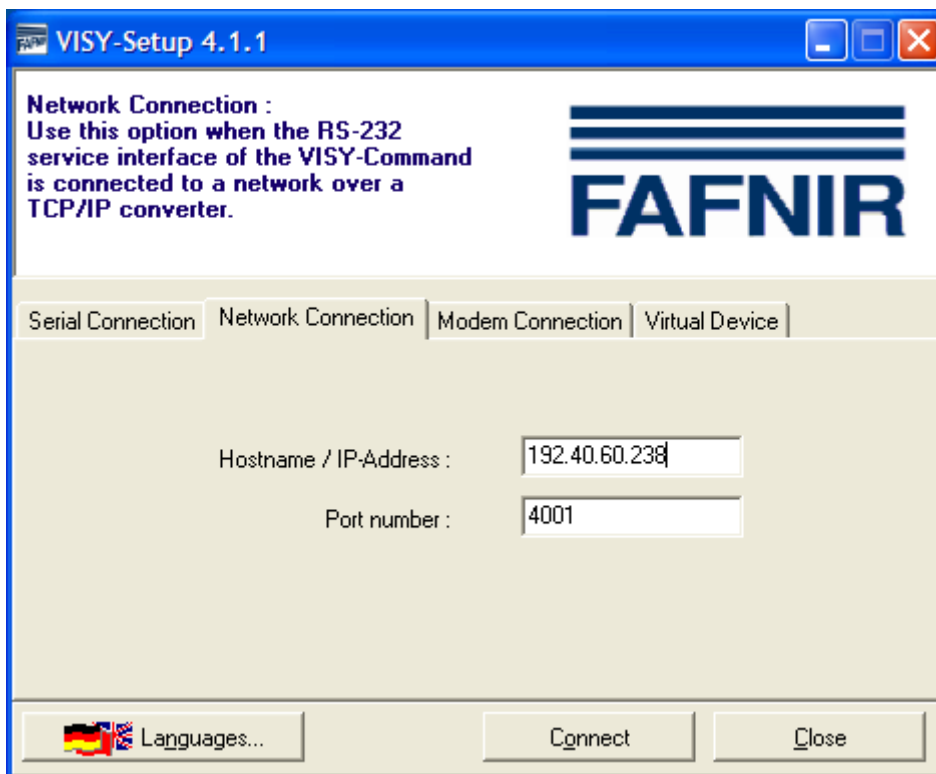 VISY-Setup 4.1.1
Network Connection :
Use this option when the RS-232
service interface of the VISY-Command
is connected to a network over a
TCP/IP converter.
FAFNIR
Serial Connection Network Connection Modem Connection Virtual Device
Hostname / IP-Address : 192.40.60.238
Port number : 4001
Languages... Connect Close